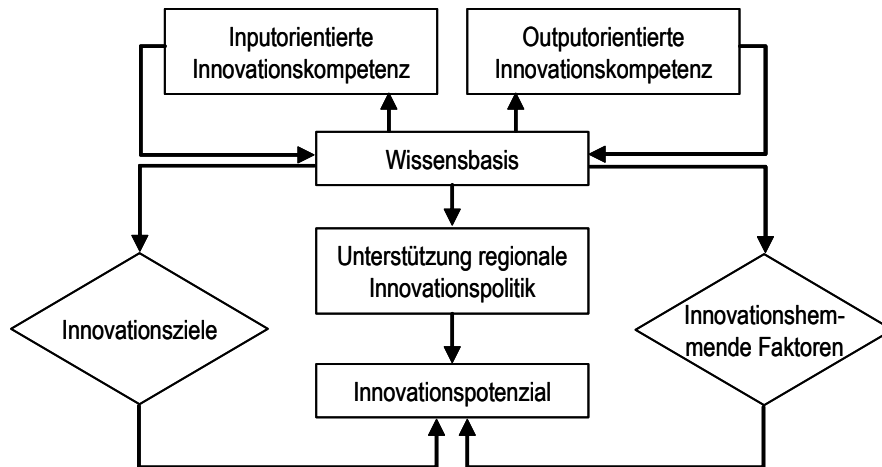 Inputorientierte
Innovationskompetenz
Outputorientierte
Innovationskompetenz
Wissensbasis
Unterstützung regionale
Innovationspolitik
Innovationsziele
Innovationshem-
mende Faktoren
Innovationspotenzial